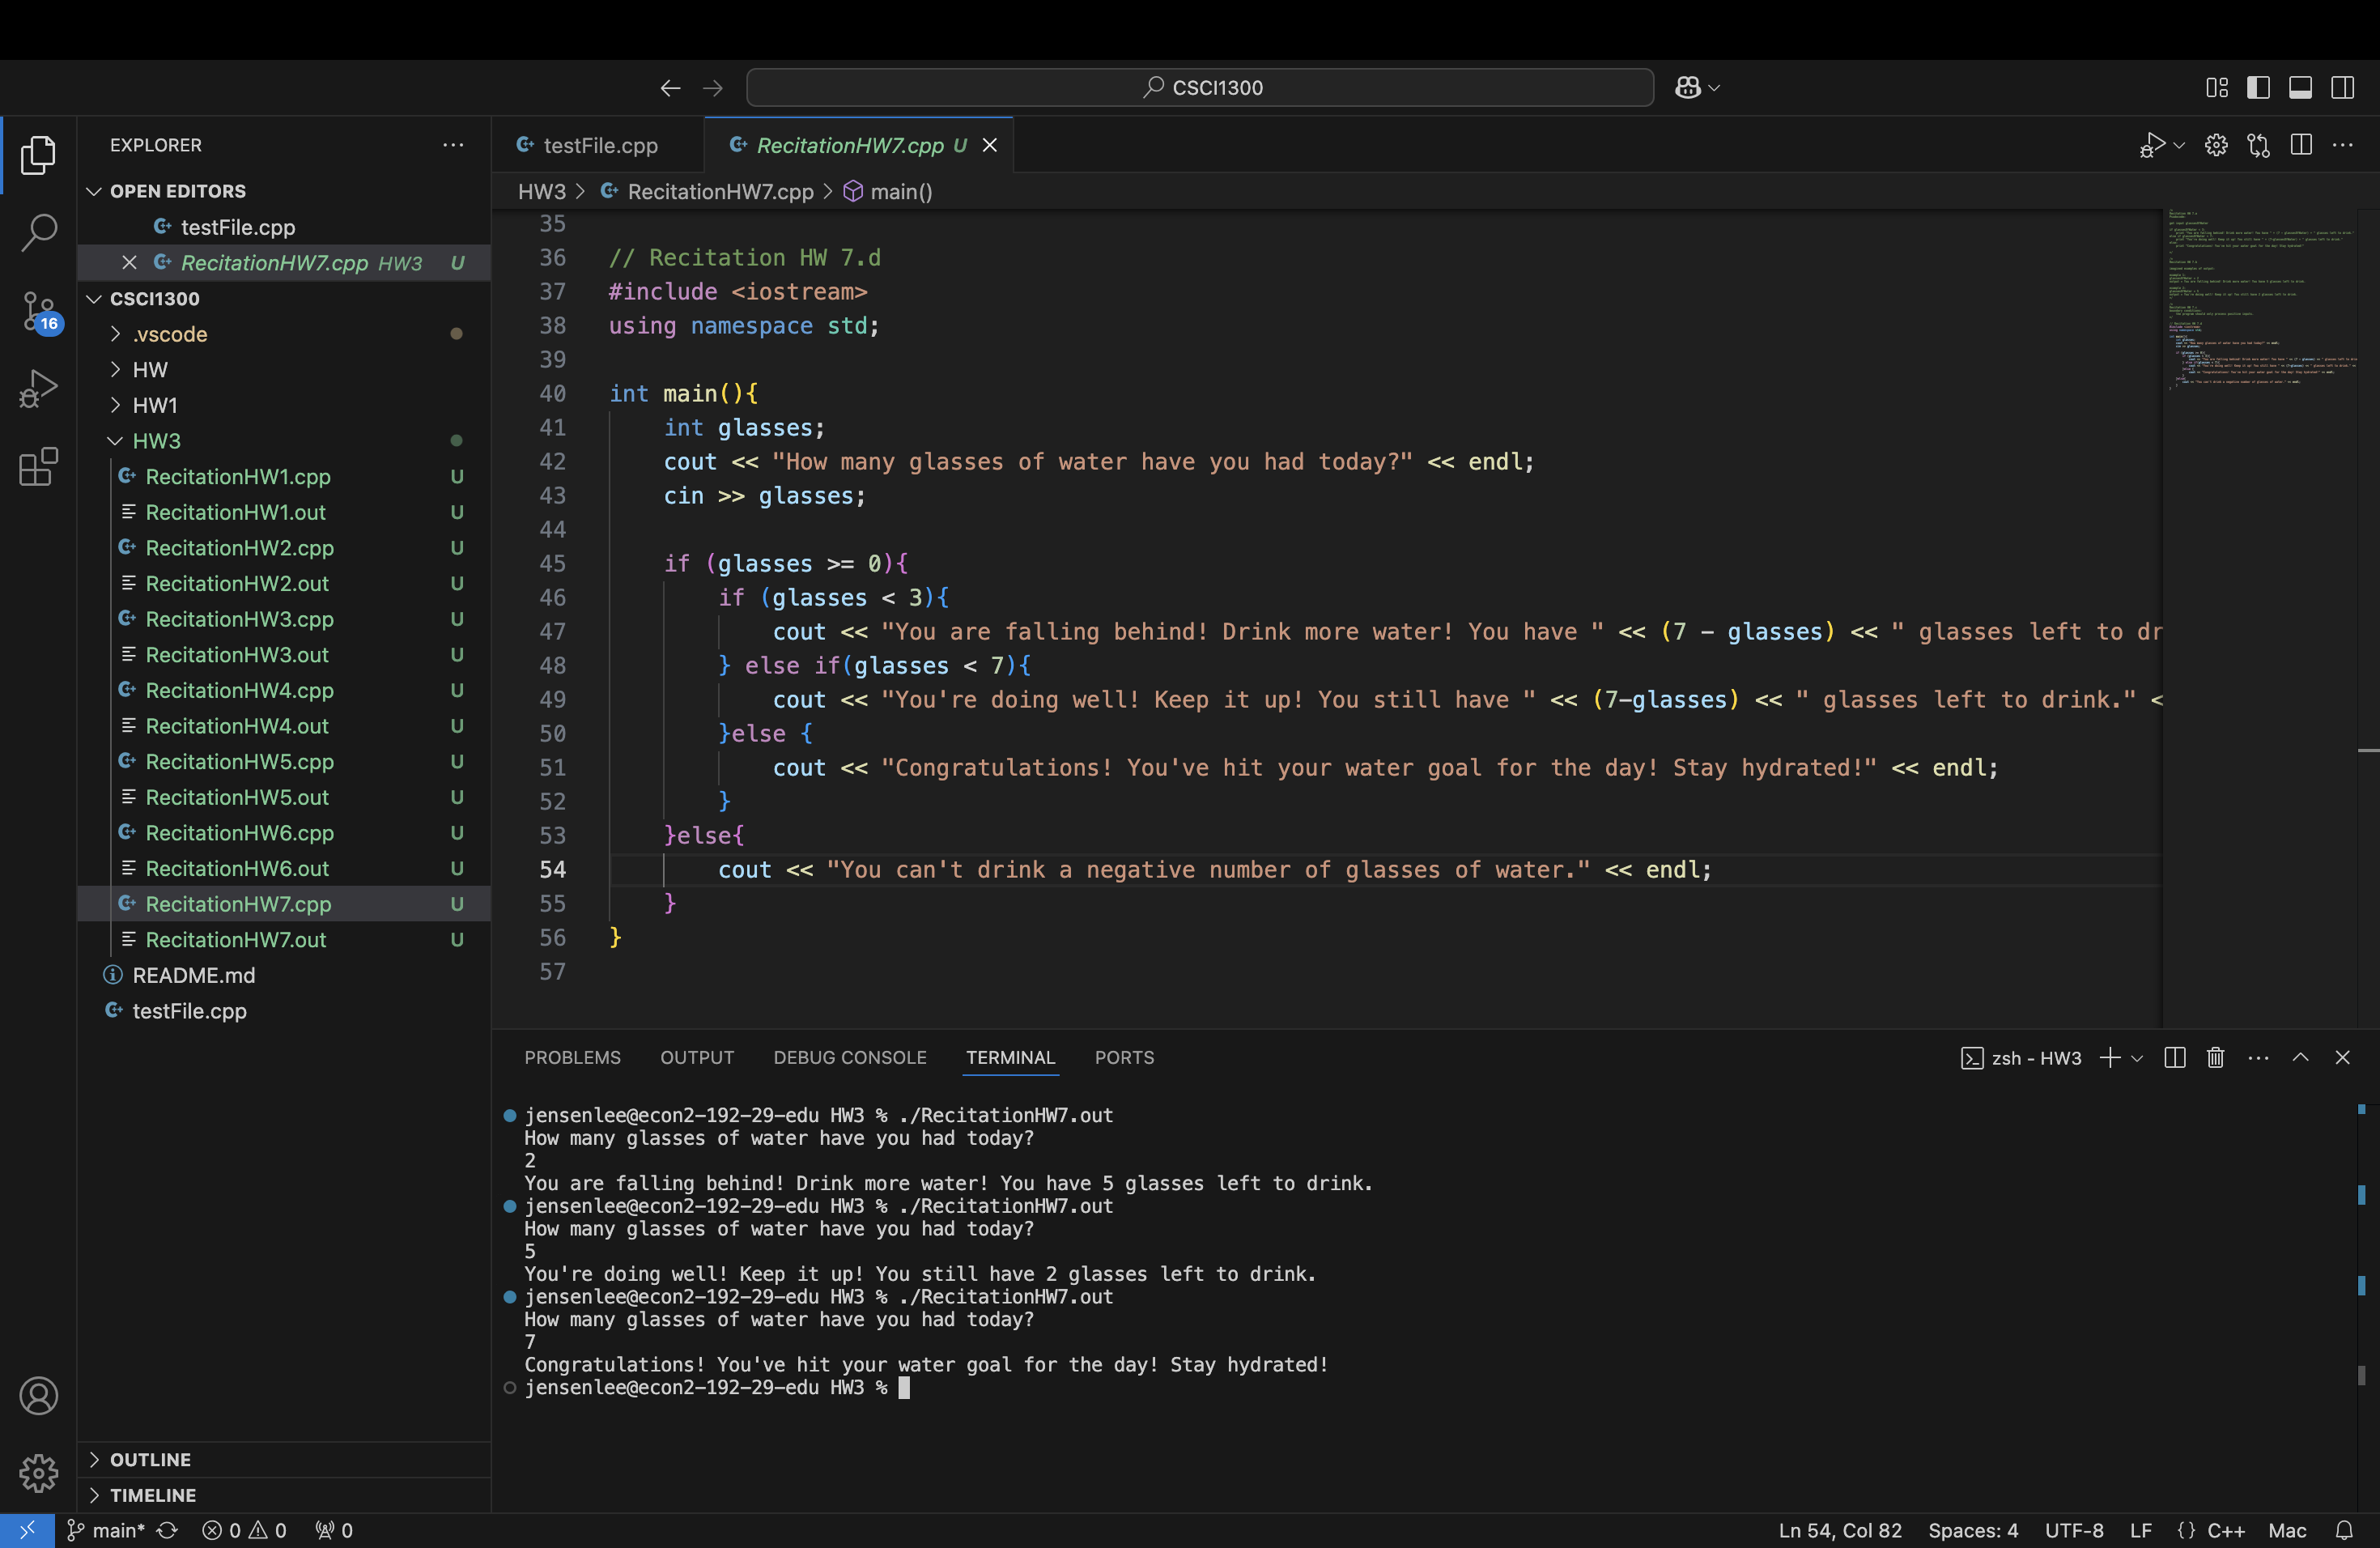 CSCI1300
EXPLORER
OPEN EDITORS
testFile.cpp
RecitationHW7.cpp HW3 U
CSCI1300
.vscode
HW
HW1
HW3
RecitationHW1.cpp U
RecitationHW1.out U
RecitationHW2.cpp U
RecitationHW2.out U
RecitationHW3.cpp U
RecitationHW3.out U
RecitationHW4.cpp U
RecitationHW4.out U
RecitationHW5.cpp U
RecitationHW5.out U
RecitationHW6.cpp U
RecitationHW6.out U
RecitationHW7.cpp U
RecitationHW7.out U
README.md
testFile.cpp
OUTLINE
TIMELINE
16
testFile.cpp
RecitationHW7.cpp U
HW3 > RecitationHW7.cpp > main()
35
36 // Recitation HW 7.d
37 #include <iostream>
38 using namespace std;
39
40 int main(){
41 int glasses;
42 cout << "How many glasses of water have you had today?" << endl;
43 cin >> glasses;
44
45 if (glasses >= 0){
46 if (glasses < 3){
47 cout << "You are falling behind! Drink more water! You have " << (7 - glasses) << " glasses left to dr
48 } else if(glasses < 7){
49 cout << "You're doing well! Keep it up! You still have " << (7-glasses) << " glasses left to drink." <
50 }else {
51 cout << "Congratulations! You've hit your water goal for the day! Stay hydrated!" << endl;
52 }
53 }else{
54 cout << "You can't drink a negative number of glasses of water." << endl;
55 }
56 }
57
PROBLEMS OUTPUT DEBUG CONSOLE TERMINAL PORTS
zsh - HW3
jensenlee@econ2-192-29-edu HW3 % ./RecitationHW7.out
How many glasses of water have you had today?
2
You are falling behind! Drink more water! You have 5 glasses left to drink.
jensenlee@econ2-192-29-edu HW3 % ./RecitationHW7.out
How many glasses of water have you had today?
5
You're doing well! Keep it up! You still have 2 glasses left to drink.
jensenlee@econ2-192-29-edu HW3 % ./RecitationHW7.out
How many glasses of water have you had today?
7
Congratulations! You've hit your water goal for the day! Stay hydrated!
jensenlee@econ2-192-29-edu HW3 %
main* 0 0 0
Ln 54, Col 82 Spaces: 4 UTF-8 LF {} C++ Mac